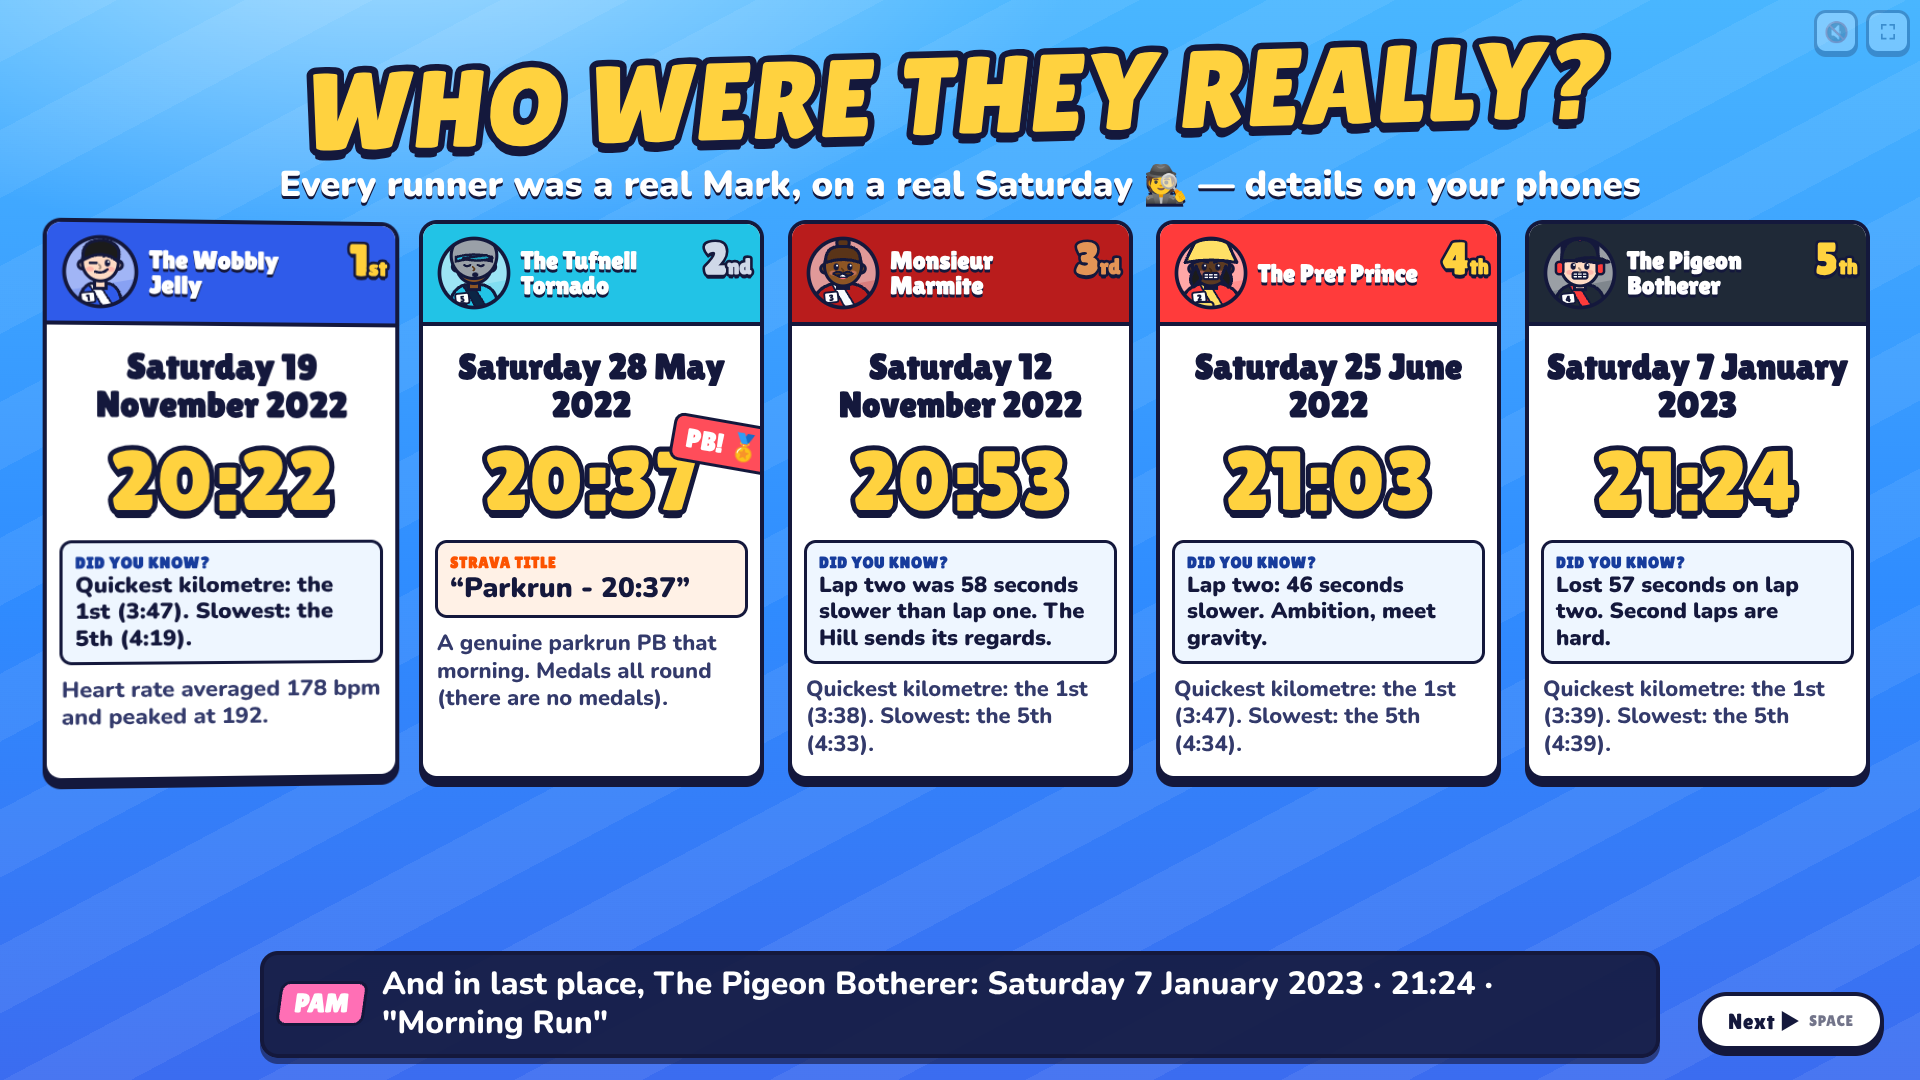 WHO WERE THEY REALLY?
Every runner was a real Mark, on a real Saturday 🕵️ — details on your phones
The Wobbly
Jelly
1st
Saturday 19
November 2022
20:22
DID YOU KNOW?
Quickest kilometre: the
1st (3:47). Slowest: the
5th (4:19).
Heart rate averaged 178 bpm
and peaked at 192.
The Tufnell
Tornado
2nd
Saturday 28 May
2022
PB! 🏅
20:37
STRAVA TITLE
“Parkrun - 20:37”
A genuine parkrun PB that
morning. Medals all round
(there are no medals).
Monsieur
Marmite
3rd
Saturday 12
November 2022
20:53
DID YOU KNOW?
Lap two was 58 seconds
slower than lap one. The
Hill sends its regards.
Quickest kilometre: the 1st
(3:38). Slowest: the 5th
(4:33).
The Pret Prince
4th
Saturday 25 June
2022
21:03
DID YOU KNOW?
Lap two: 46 seconds
slower. Ambition, meet
gravity.
Quickest kilometre: the 1st
(3:47). Slowest: the 5th
(4:34).
The Pigeon
Botherer
5th
Saturday 7 January
2023
21:24
DID YOU KNOW?
Lost 57 seconds on lap
two. Second laps are
hard.
Quickest kilometre: the 1st
(3:39). Slowest: the 5th
(4:39).
PAM
And in last place, The Pigeon Botherer: Saturday 7 January 2023 · 21:24 ·
"Morning Run"
Next ▶ SPACE